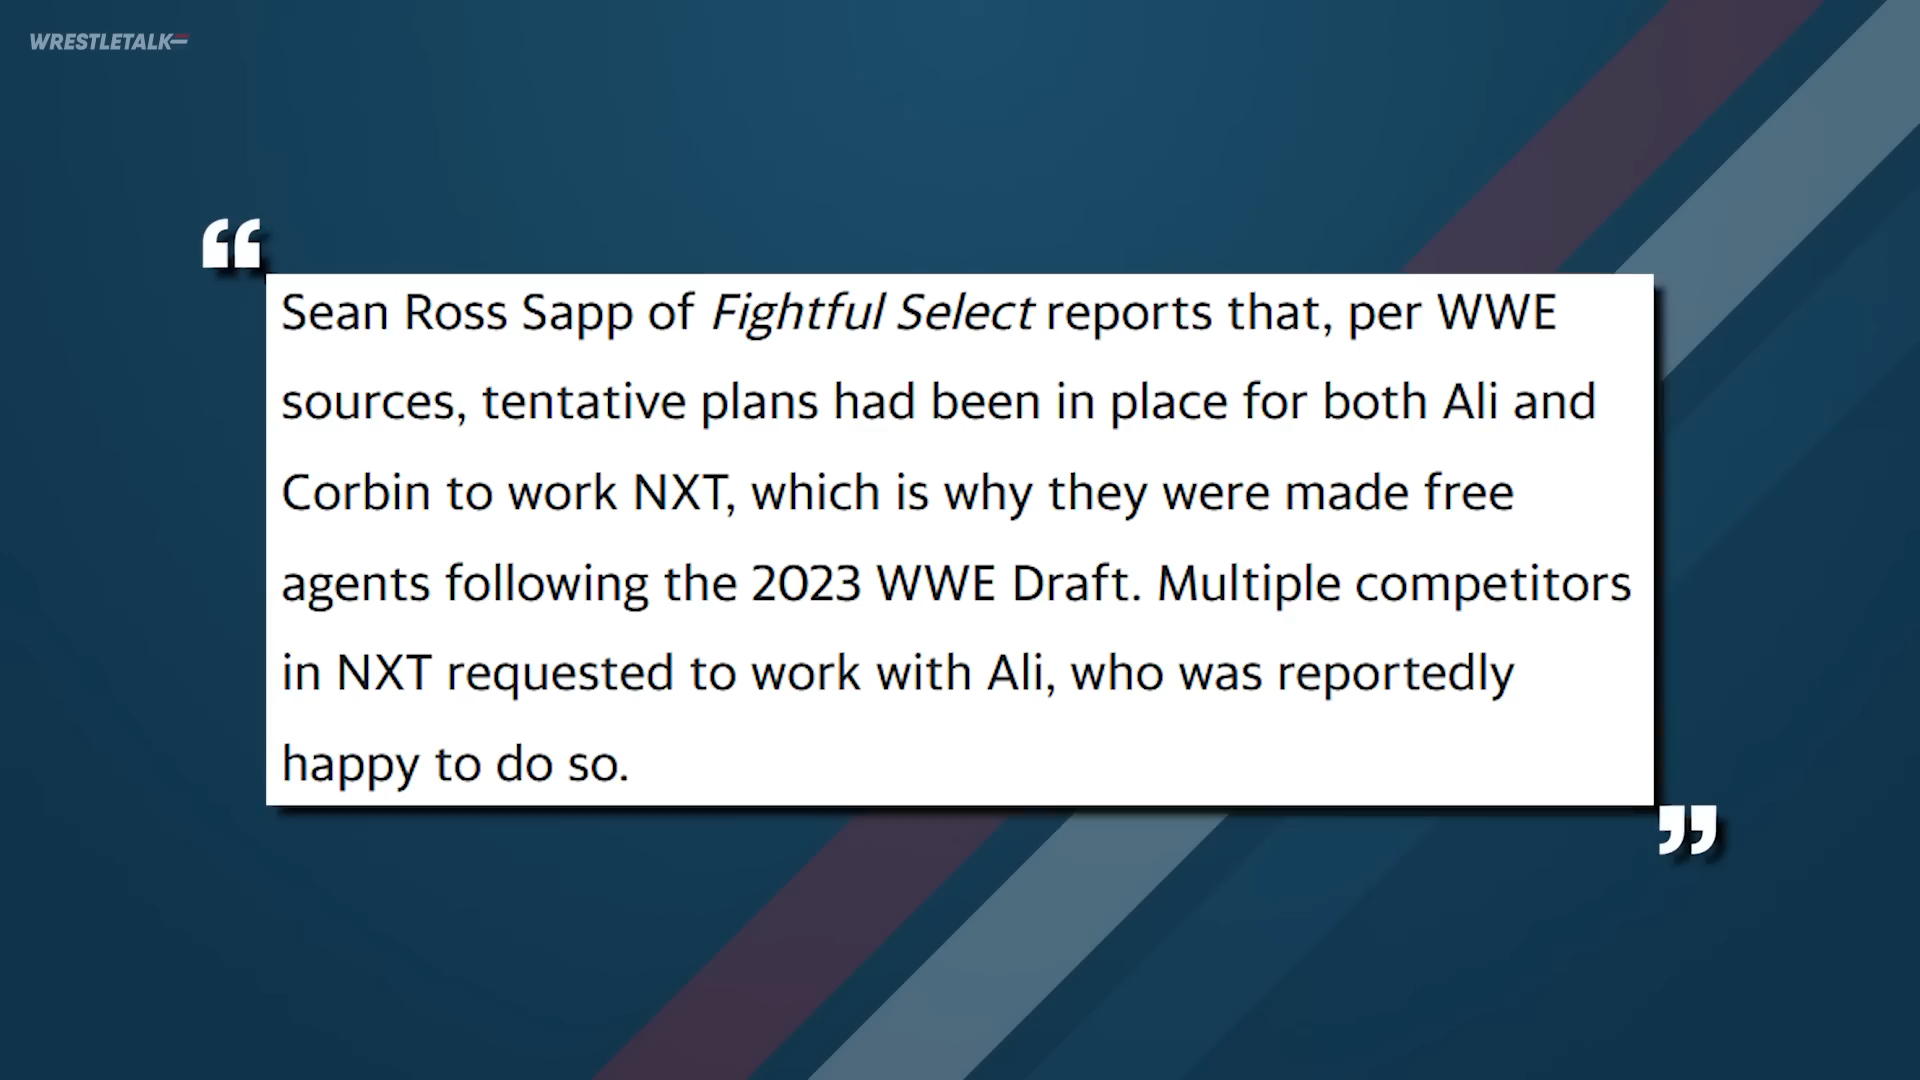 WRESTLETALK
“
Sean Ross Sapp of Fightful Select reports that, per WWE
sources, tentative plans had been in place for both Ali and
Corbin to work NXT, which is why they were made free
agents following the 2023 WWE Draft. Multiple competitors
in NXT requested to work with Ali, who was reportedly
happy to do so.
”